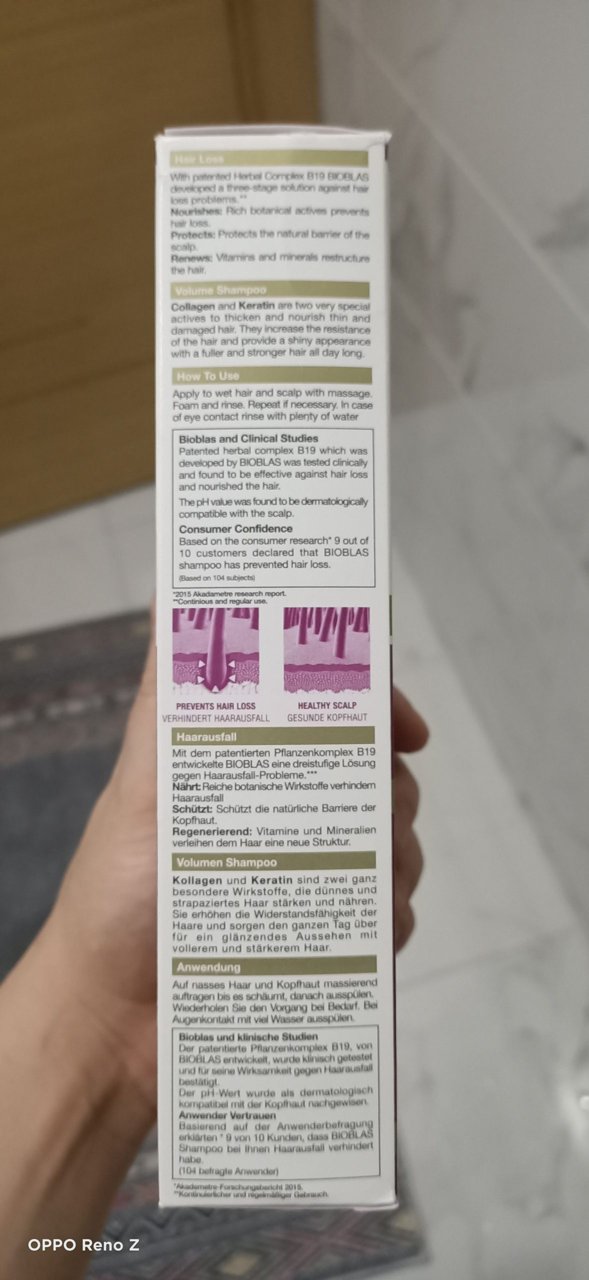 Hair Loss
With patented Herbal Complex B19 BIOBLAS
developed a three-stage solution against hair
loss problems.**
Nourishes: Rich botanical actives prevents
hair loss.
Protects: Protects the natural barrier of the
scalp.
Renews: Vitamins and minerals restructure
the hair.
Volume Shampoo
Collagen and Keratin are two very special
actives to thicken and nourish thin and
damaged hair. They increase the resistance
of the hair and provide a shiny appearance
with a fuller and stronger hair all day long.
How To Use
Apply to wet hair and scalp with massage.
Foam and rinse. Repeat if necessary. In case
of eye contact rinse with plenty of water
Bioblas and Clinical Studies
Patented herbal complex B19 which was
developed by BIOBLAS was tested clinically
and found to be effective against hair loss
and nourished the hair.
The pH value was found to be dermatologically
compatible with the scalp.
Consumer Confidence
Based on the consumer research* 9 out of
10 customers declared that BIOBLAS
shampoo has prevented hair loss.
(Based on 104 subjects)
*2015 Akademetre research report.
**Continious and regular use.
PREVENTS HAIR LOSS
VERHINDERT HAARAUSFALL
HEALTHY SCALP
GESUNDE KOPFHAUT
Haarausfall
Mit dem patentierten Pflanzenkomplex B19
entwickelte BIOBLAS eine dreistufige Lösung
gegen Haarausfall-Probleme.***
Nährt: Reiche botanische Wirkstoffe verhindern
Haarausfall
Schützt: Schützt die natürliche Barriere der
Kopfhaut.
Regenerierend: Vitamine und Mineralien
verleihen dem Haar eine neue Struktur.
Volumen Shampoo
Kollagen und Keratin sind zwei ganz
besondere Wirkstoffe, die dünnes und
strapaziertes Haar stärken und nähren.
Sie erhöhen die Widerstandsfähigkeit der
Haare und sorgen den ganzen Tag über
für ein glänzendes Aussehen mit
vollerem und stärkerem Haar.
Anwendung
Auf nasses Haar und Kopfhaut massierend
auftragen bis es schäumt, danach ausspülen.
Wiederholen Sie den Vorgang bei Bedarf. Bei
Augenkontakt mit viel Wasser ausspülen.
Bioblas und klinische Studien
Der patentierte Pflanzenkomplex B19, von
BIOBLAS entwickelt, wurde klinisch getestet
und für seine Wirksamkeit gegen Haarausfall
bestätigt.
Der pH-Wert wurde als dermatologisch
kompatibel mit der Kopfhaut nachgewisen.
Anwender Vertrauen
Basierend auf der Anwenderbefragung
erklärten * 9 von 10 Kunden, dass BIOBLAS
Shampoo bei Ihnen Haarausfall verhindert
habe.
(104 befragte Anwender)
*Akademetre-Forschungsbericht 2015.
**Kontinuierlicher und regelmäßiger Gebrauch.
OPPO Reno Z